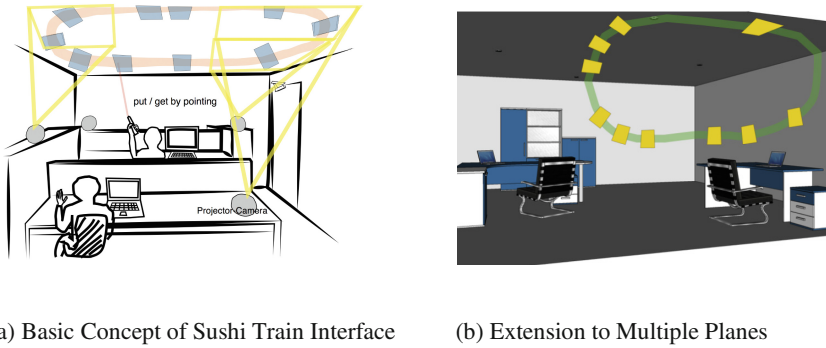 put / get by pointing
Projector Camera
a) Basic Concept of Sushi Train Interface
(b) Extension to Multiple Planes